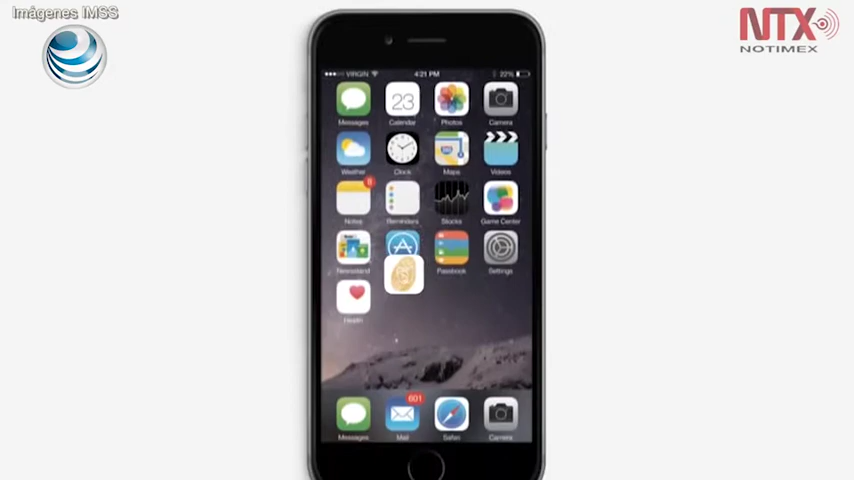 Imágenes IMSS
NTX
NOTIMEX
VIRGIN 4:21 PM 22%
23
Messages Calendar Photos Camera
Weather Clock Maps Videos
8
Notes Reminders Stocks Game Center
Newsstand Passbook Settings
Health
601
Messages Mail Safari Camera